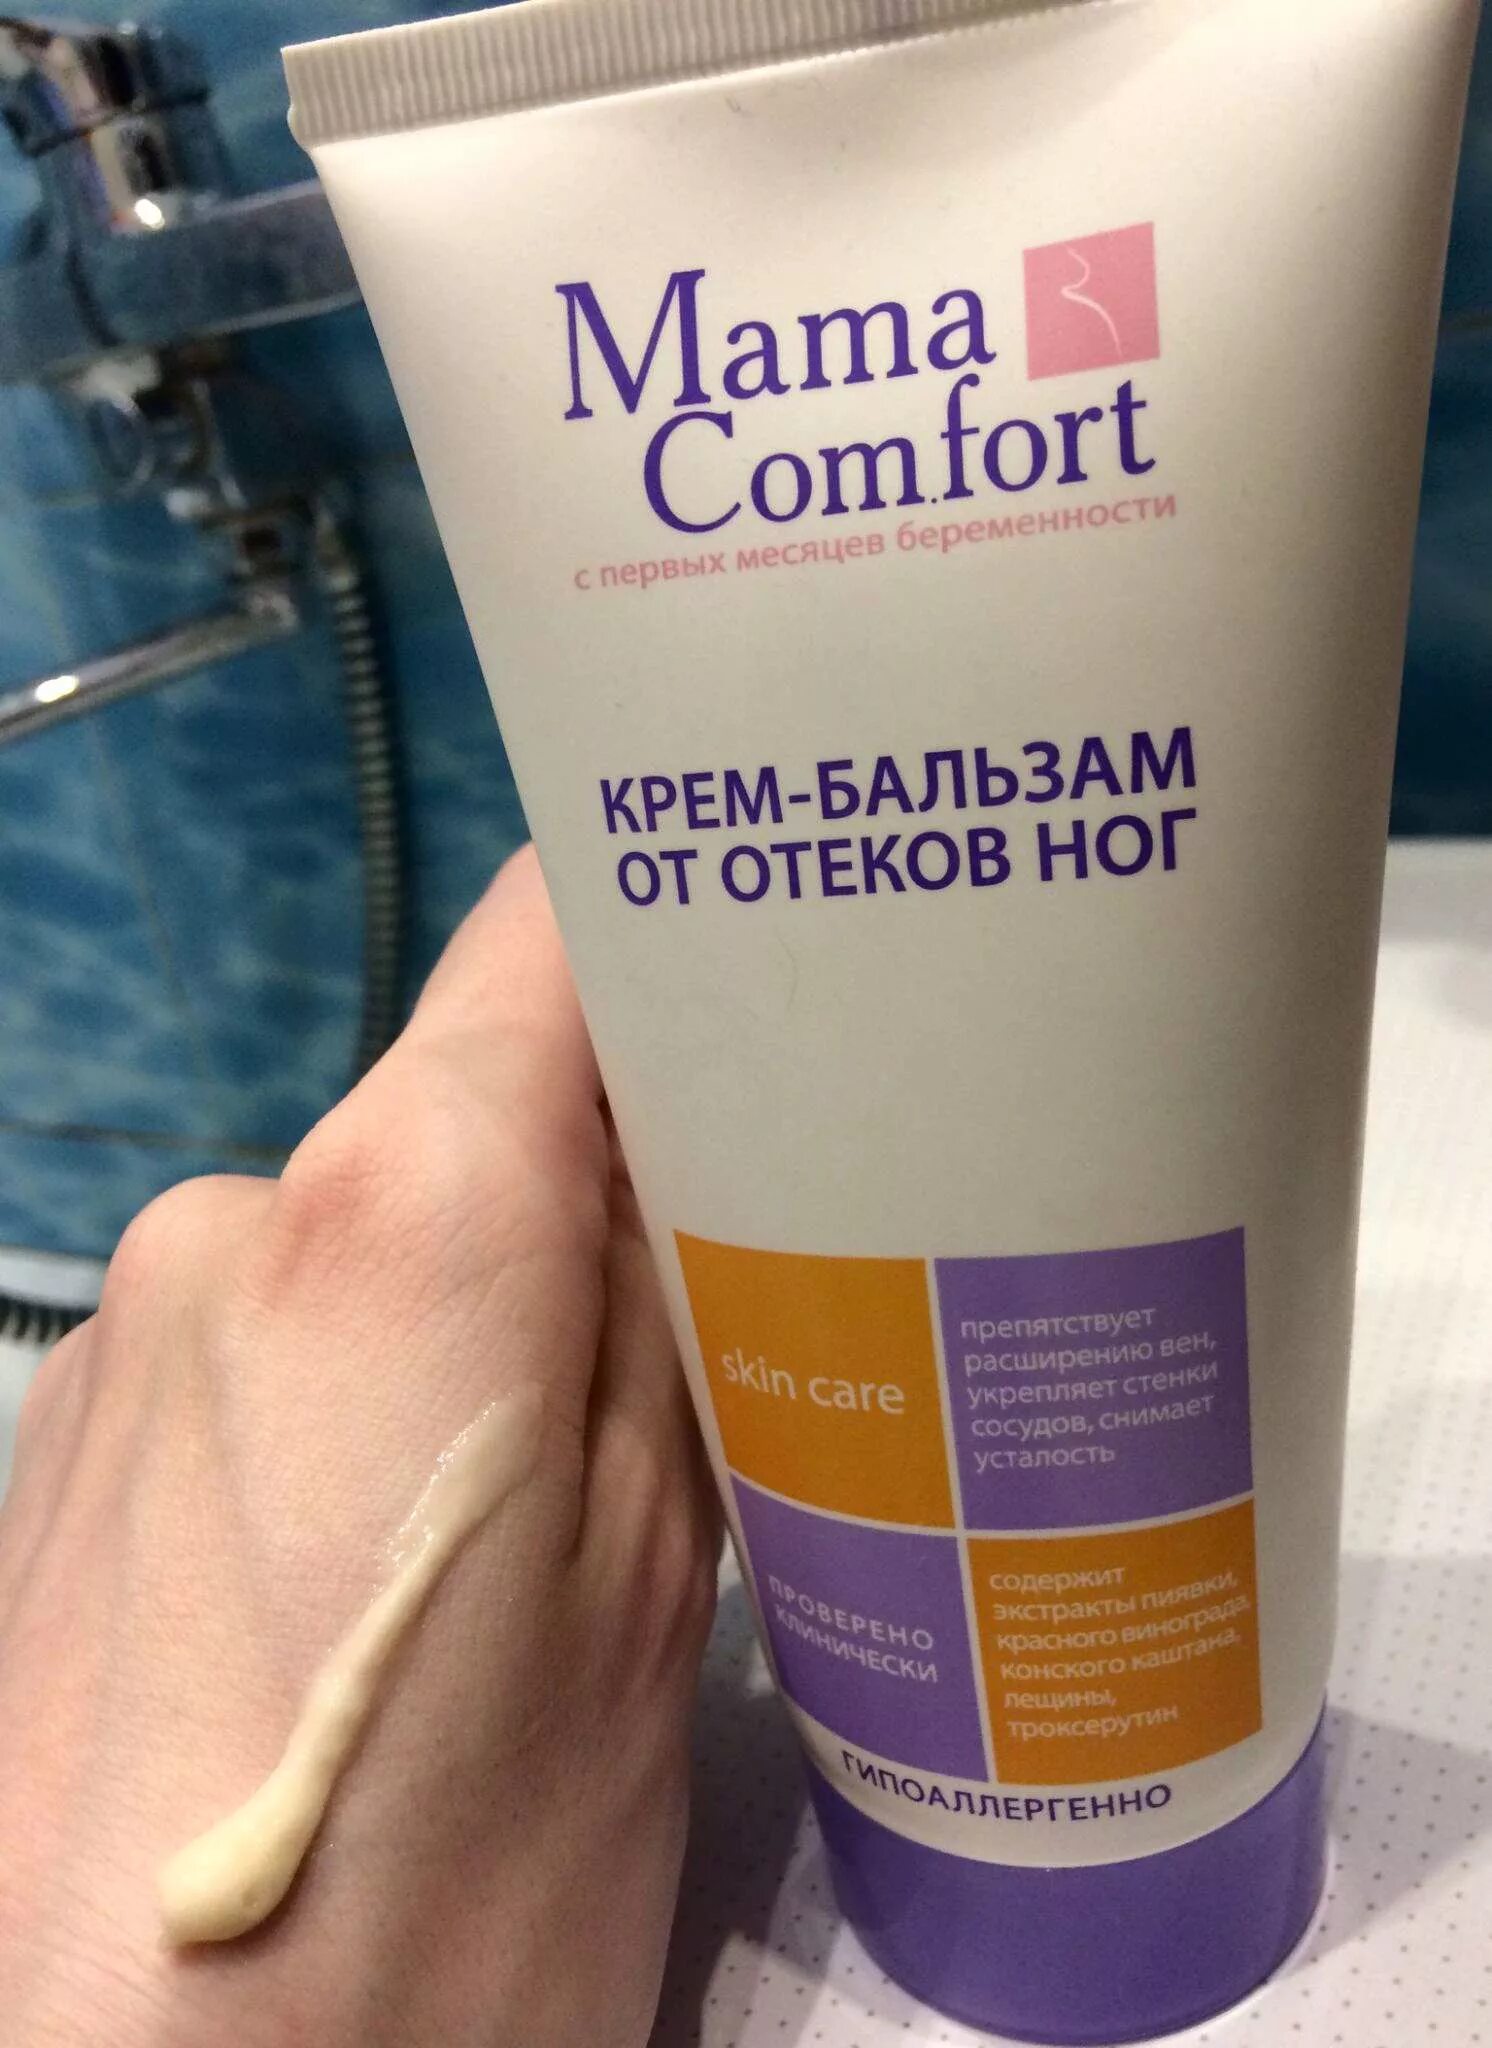 Mama
Comfort
с первых месяцев беременности
КРЕМ-БАЛЬЗАМ
ОТ ОТЕКОВ НОГ
skin care
препятствует
расширению вен,
укрепляет стенки
сосудов, снимает
усталость
ПРОВЕРЕНО
КЛИНИЧЕСКИ
содержит
экстракты пиявки,
красного винограда,
конского каштана,
лещины,
троксерутин
ГИПОАЛЛЕРГЕННО